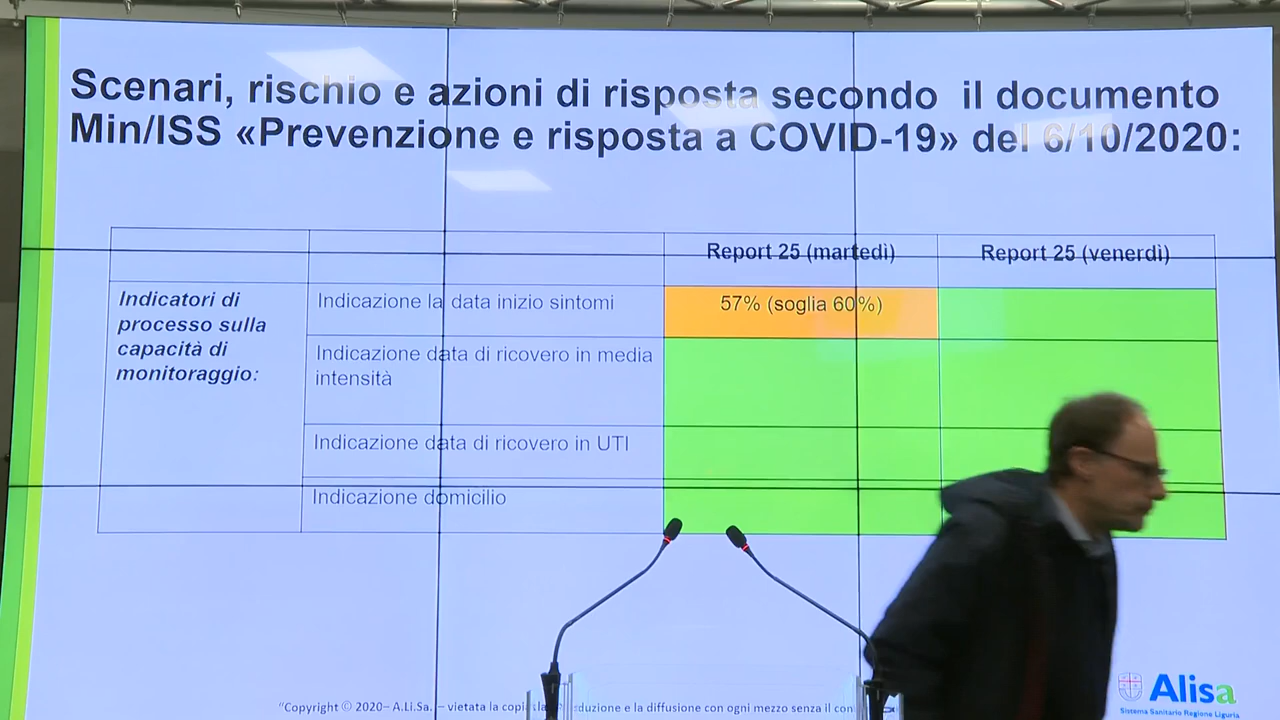 Scenari, rischio e azioni di risposta secondo il documento
Min/ISS «Prevenzione e risposta a COVID-19» del 6/10/2020:
Report 25 (martedì)
Report 25 (venerdì)
Indicatori di
processo sulla
capacità di
monitoraggio:
Indicazione la data inizio sintomi
57% (soglia 60%)
Indicazione data di ricovero in media
intensità
Indicazione data di ricovero in UTI
Indicazione domicilio
"Copyright © 2020– A.Li.Sa. – vietata la copia la duzione e la diffusione con ogni mezzo senza il con
Alisa
Sistema Sanitario Regione Liguria